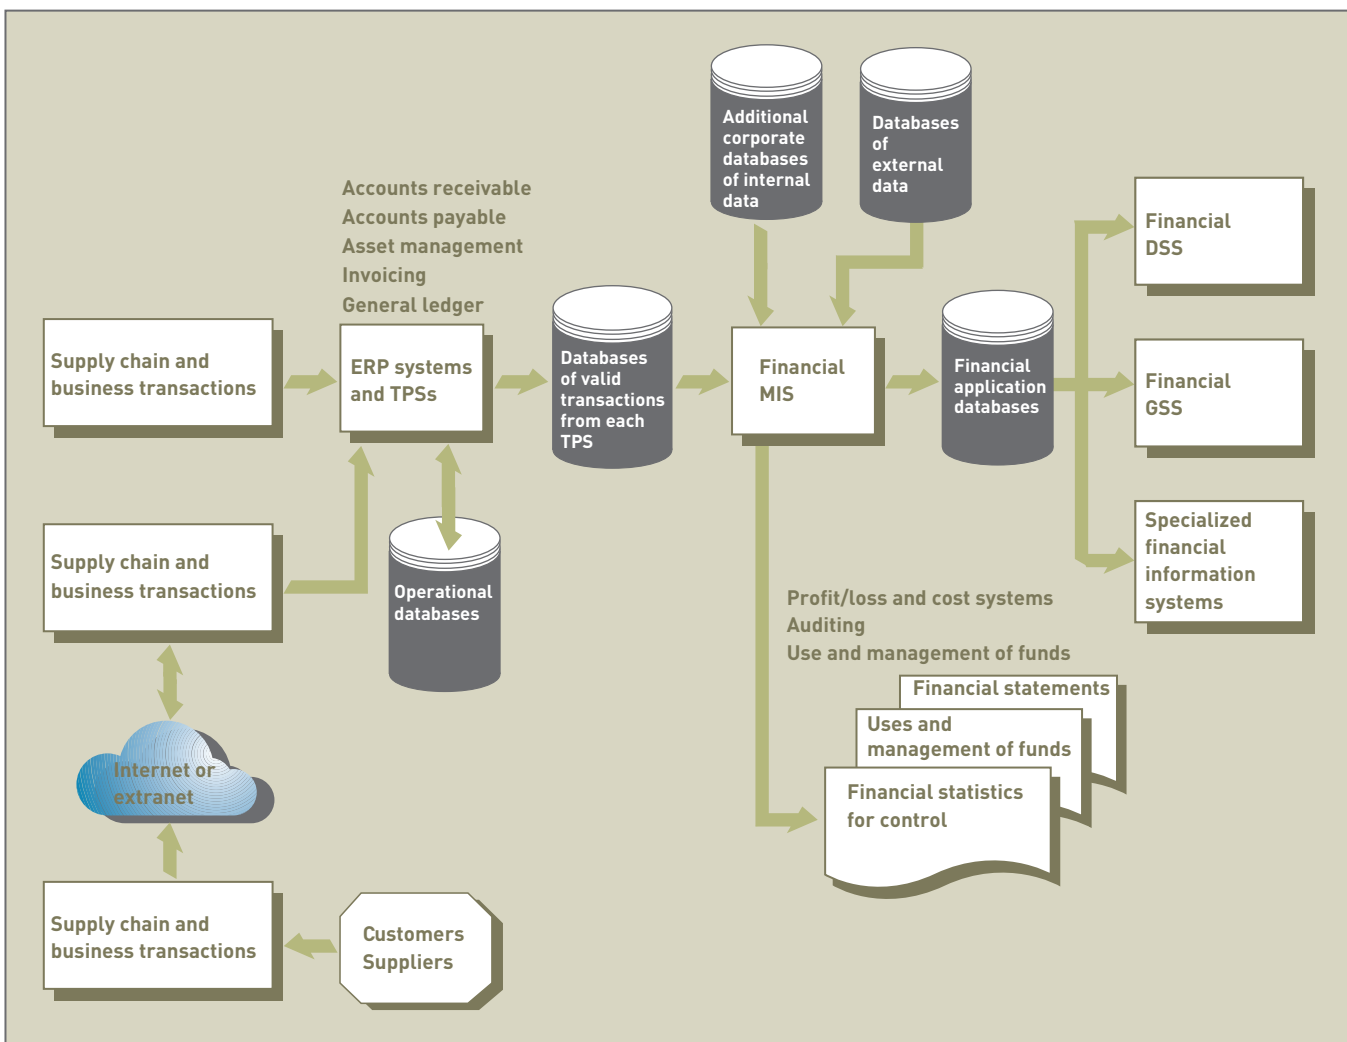 Additional
corporate
databases
of internal
data
Databases
of
external
data
Accounts receivable
Accounts payable
Asset management
Invoicing
General ledger
Financial
DSS
Supply chain and
business transactions
ERP systems
and TPSs
Databases
of valid
transactions
from each
TPS
Financial
MIS
Financial
application
databases
Financial
GSS
Supply chain and
business transactions
Operational
databases
Specialized
financial
information
systems
Profit/loss and cost systems
Auditing
Use and management of funds
Financial statements
Uses and
management of funds
Financial statistics
for control
Internet or
extranet
Supply chain and
business transactions
Customers
Suppliers